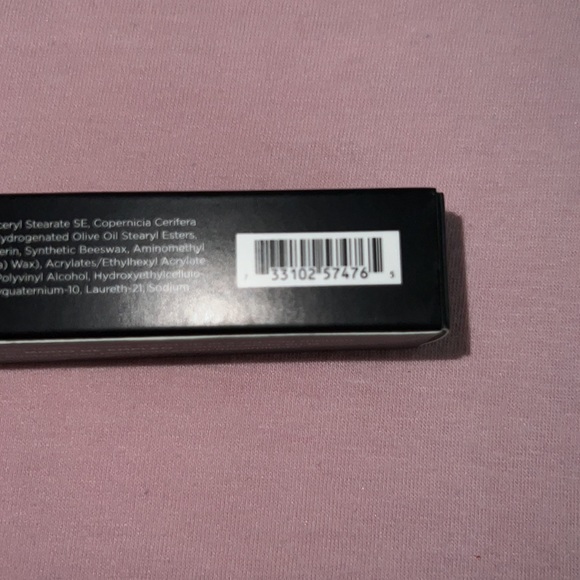 ceryl Stearate SE, Copernicia Cerifera
ydrogenated Olive Oil Stearyl Esters,
erin, Synthetic Beeswax, Aminomethyl
a) Wax), Acrylates/Ethylhexyl Acrylate
Polyvinyl Alcohol, Hydroxyethylcellulo-
yquaternium-10, Laureth-21, Sodium
7 33102 57476 5